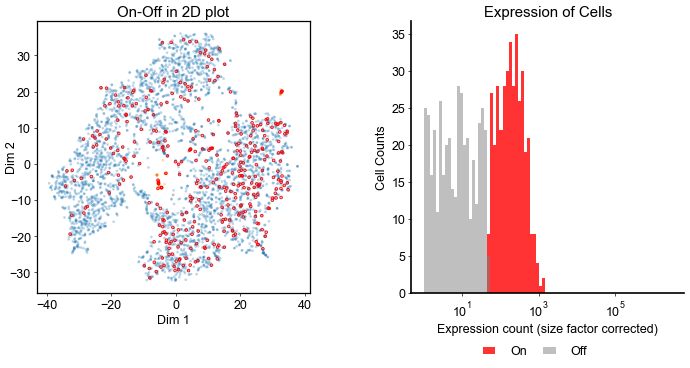 On-Off in 2D plot
Dim 2
30
20
10
0
−10
−20
−30
−40 −20 0 20 40
Dim 1
Expression of Cells
Cell Counts
35
30
25
20
15
10
5
0
10^1 10^3 10^5
Expression count (size factor corrected)
On Off